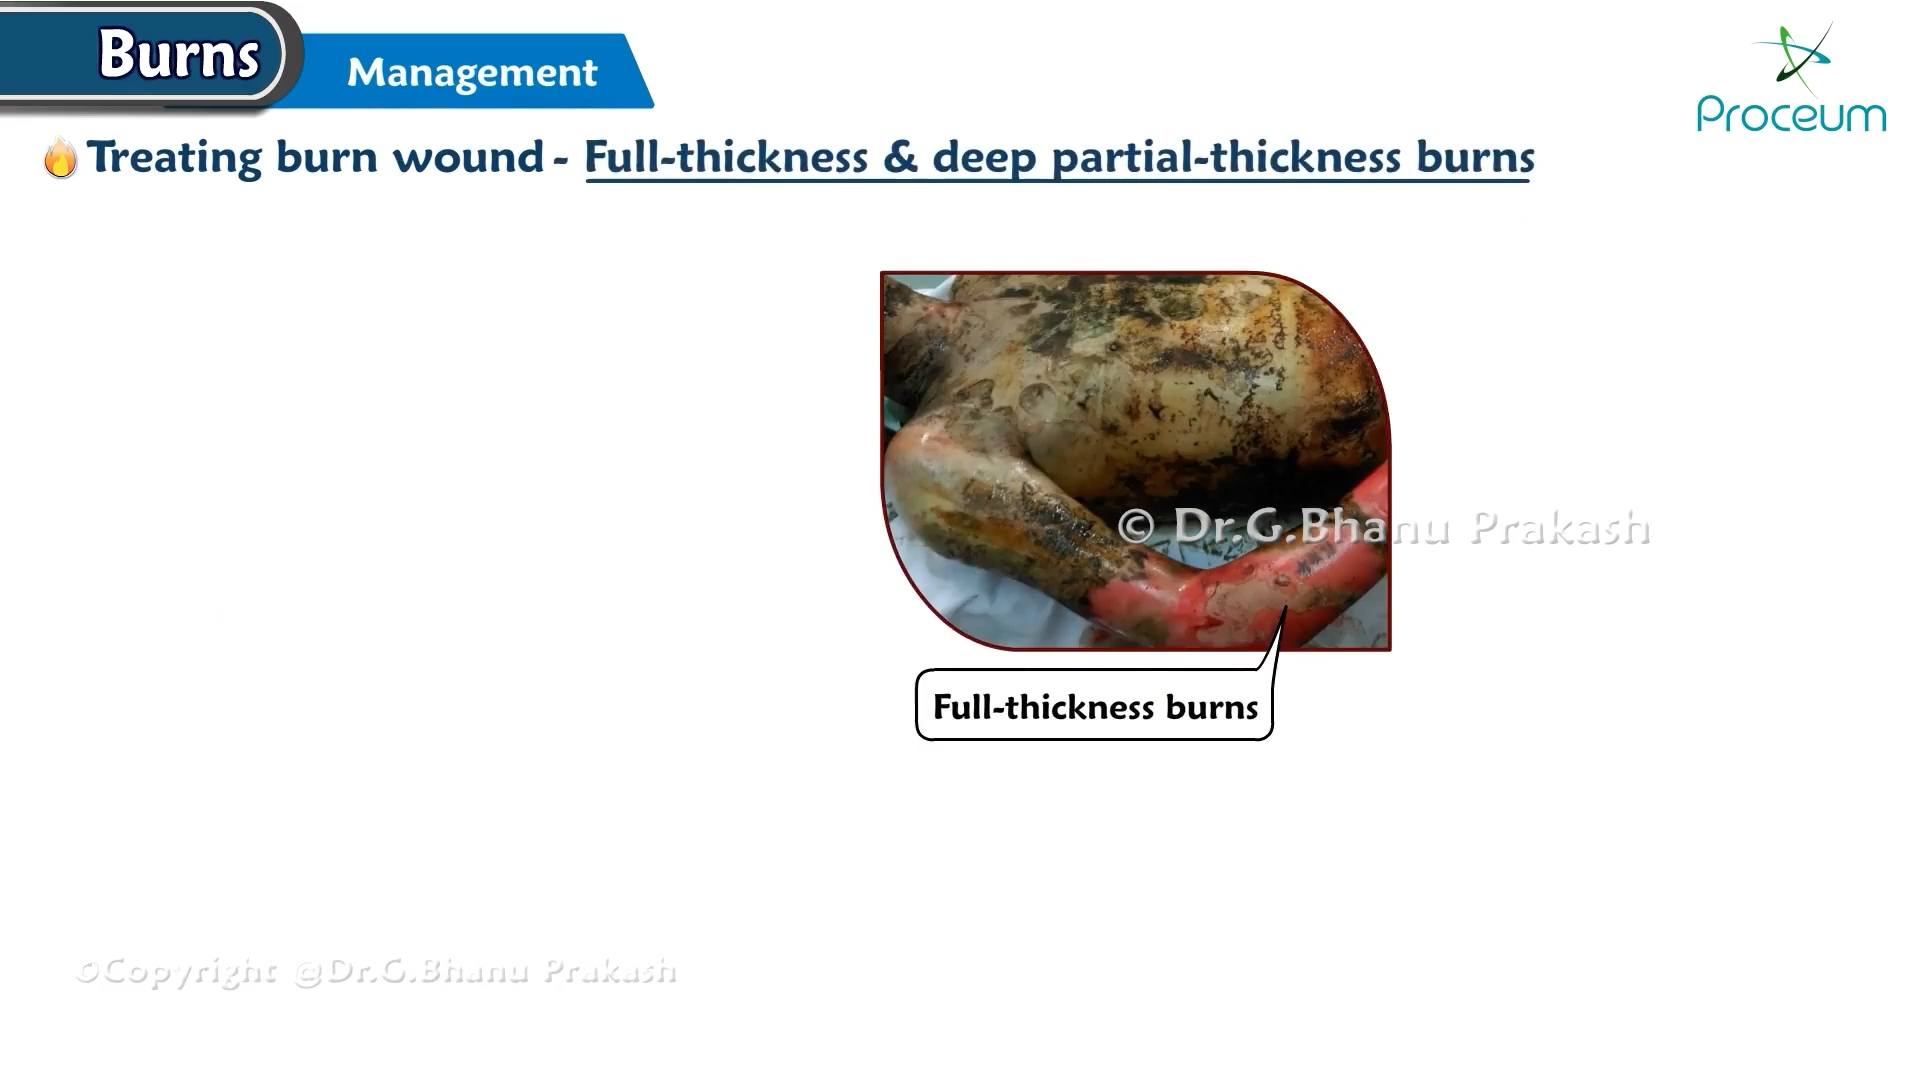 Burns
Management
Proceum
Treating burn wound - Full-thickness & deep partial-thickness burns
© Dr.G.Bhanu Prakash
Full-thickness burns
©Copyright @Dr.G.Bhanu Prakash